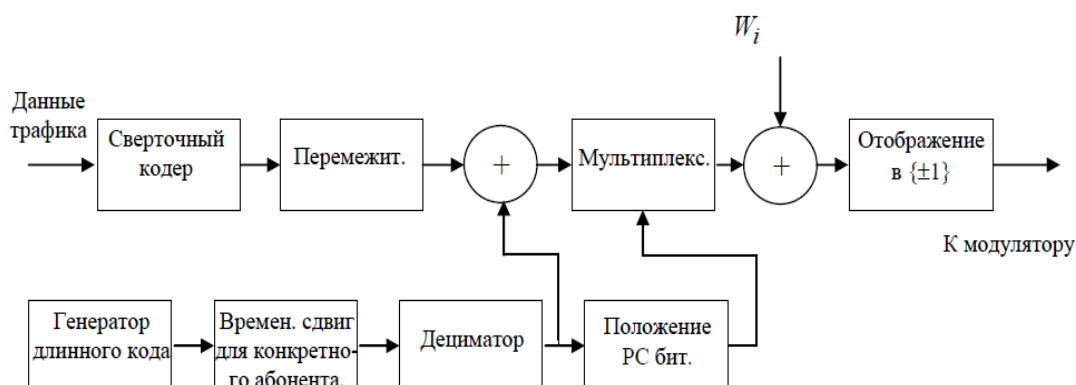 W_i
Данные
трафика
Сверточный
кодер
Перемежит.
+
Мультиплекс.
+
Отображение
в {±1}
К модулятору
Генератор
длинного кода
Времен. сдвиг
для конкретно-
го абонента.
Дециматор
Положение
PC бит.